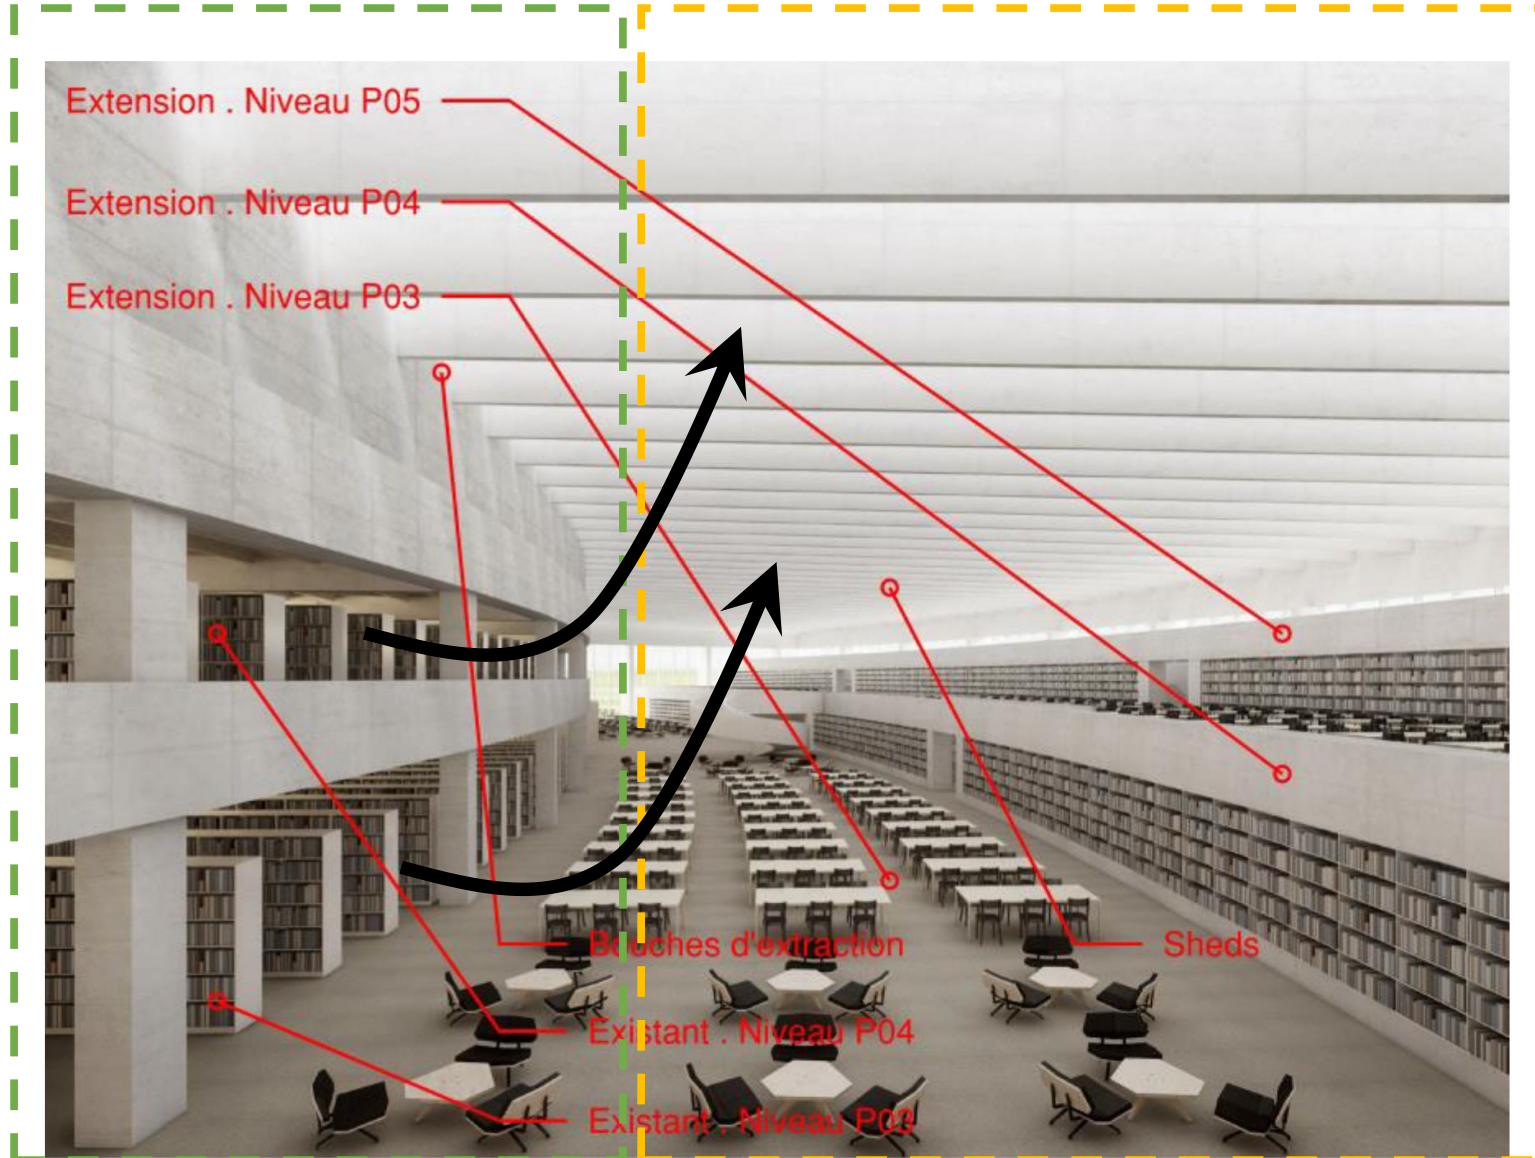 Extension . Niveau P05
Extension . Niveau P04
Extension . Niveau P03
Bouches d'extraction
Sheds
Existant . Niveau P04
Existant . Niveau P03